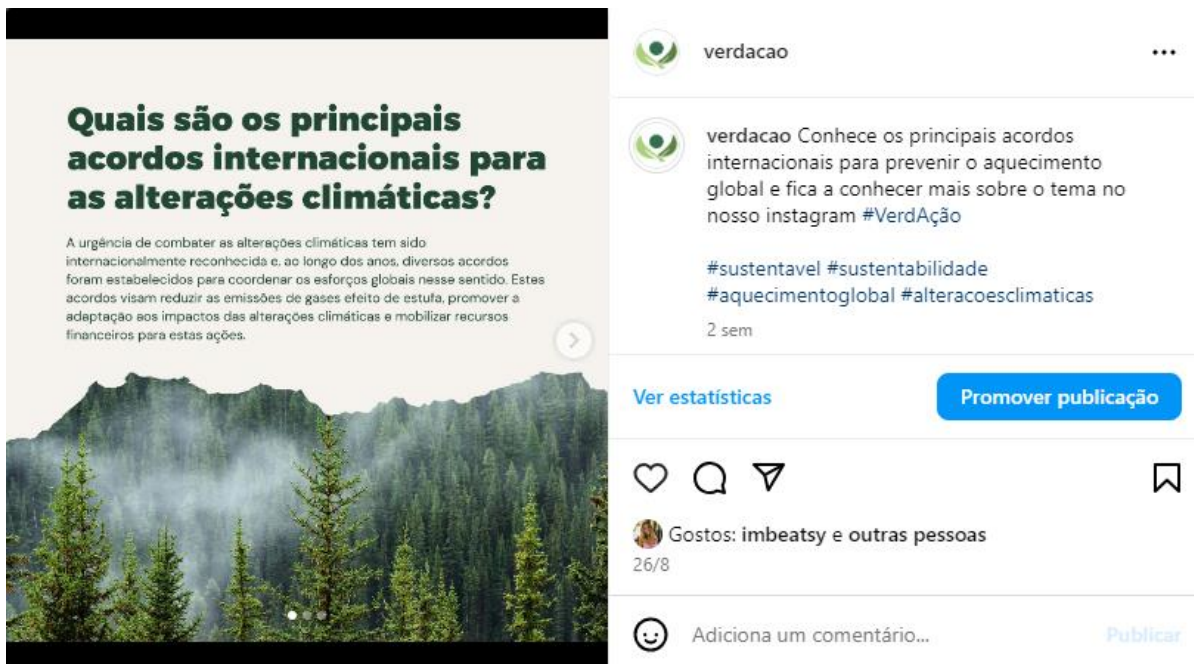 Quais são os principais
acordos internacionais para
as alterações climáticas?
A urgência de combater as alterações climáticas tem sido
internacionalmente reconhecida e, ao longo dos anos, diversos acordos
foram estabelecidos para coordenar os esforços globais nesse sentido. Estes
acordos visam reduzir as emissões de gases efeito de estufa, promover a
adaptação aos impactos das alterações climáticas e mobilizar recursos
financeiros para estas ações.
verdacao
verdacao Conhece os principais acordos
internacionais para prevenir o aquecimento
global e fica a conhecer mais sobre o tema no
nosso instagram #VerdAção
#sustentavel #sustentabilidade
#aquecimentoglobal #alteracoesclimaticas
2 sem
Ver estatísticas
Promover publicação
Gostos: imbeatsy e outras pessoas
26/8
Adiciona um comentário...
Publicar